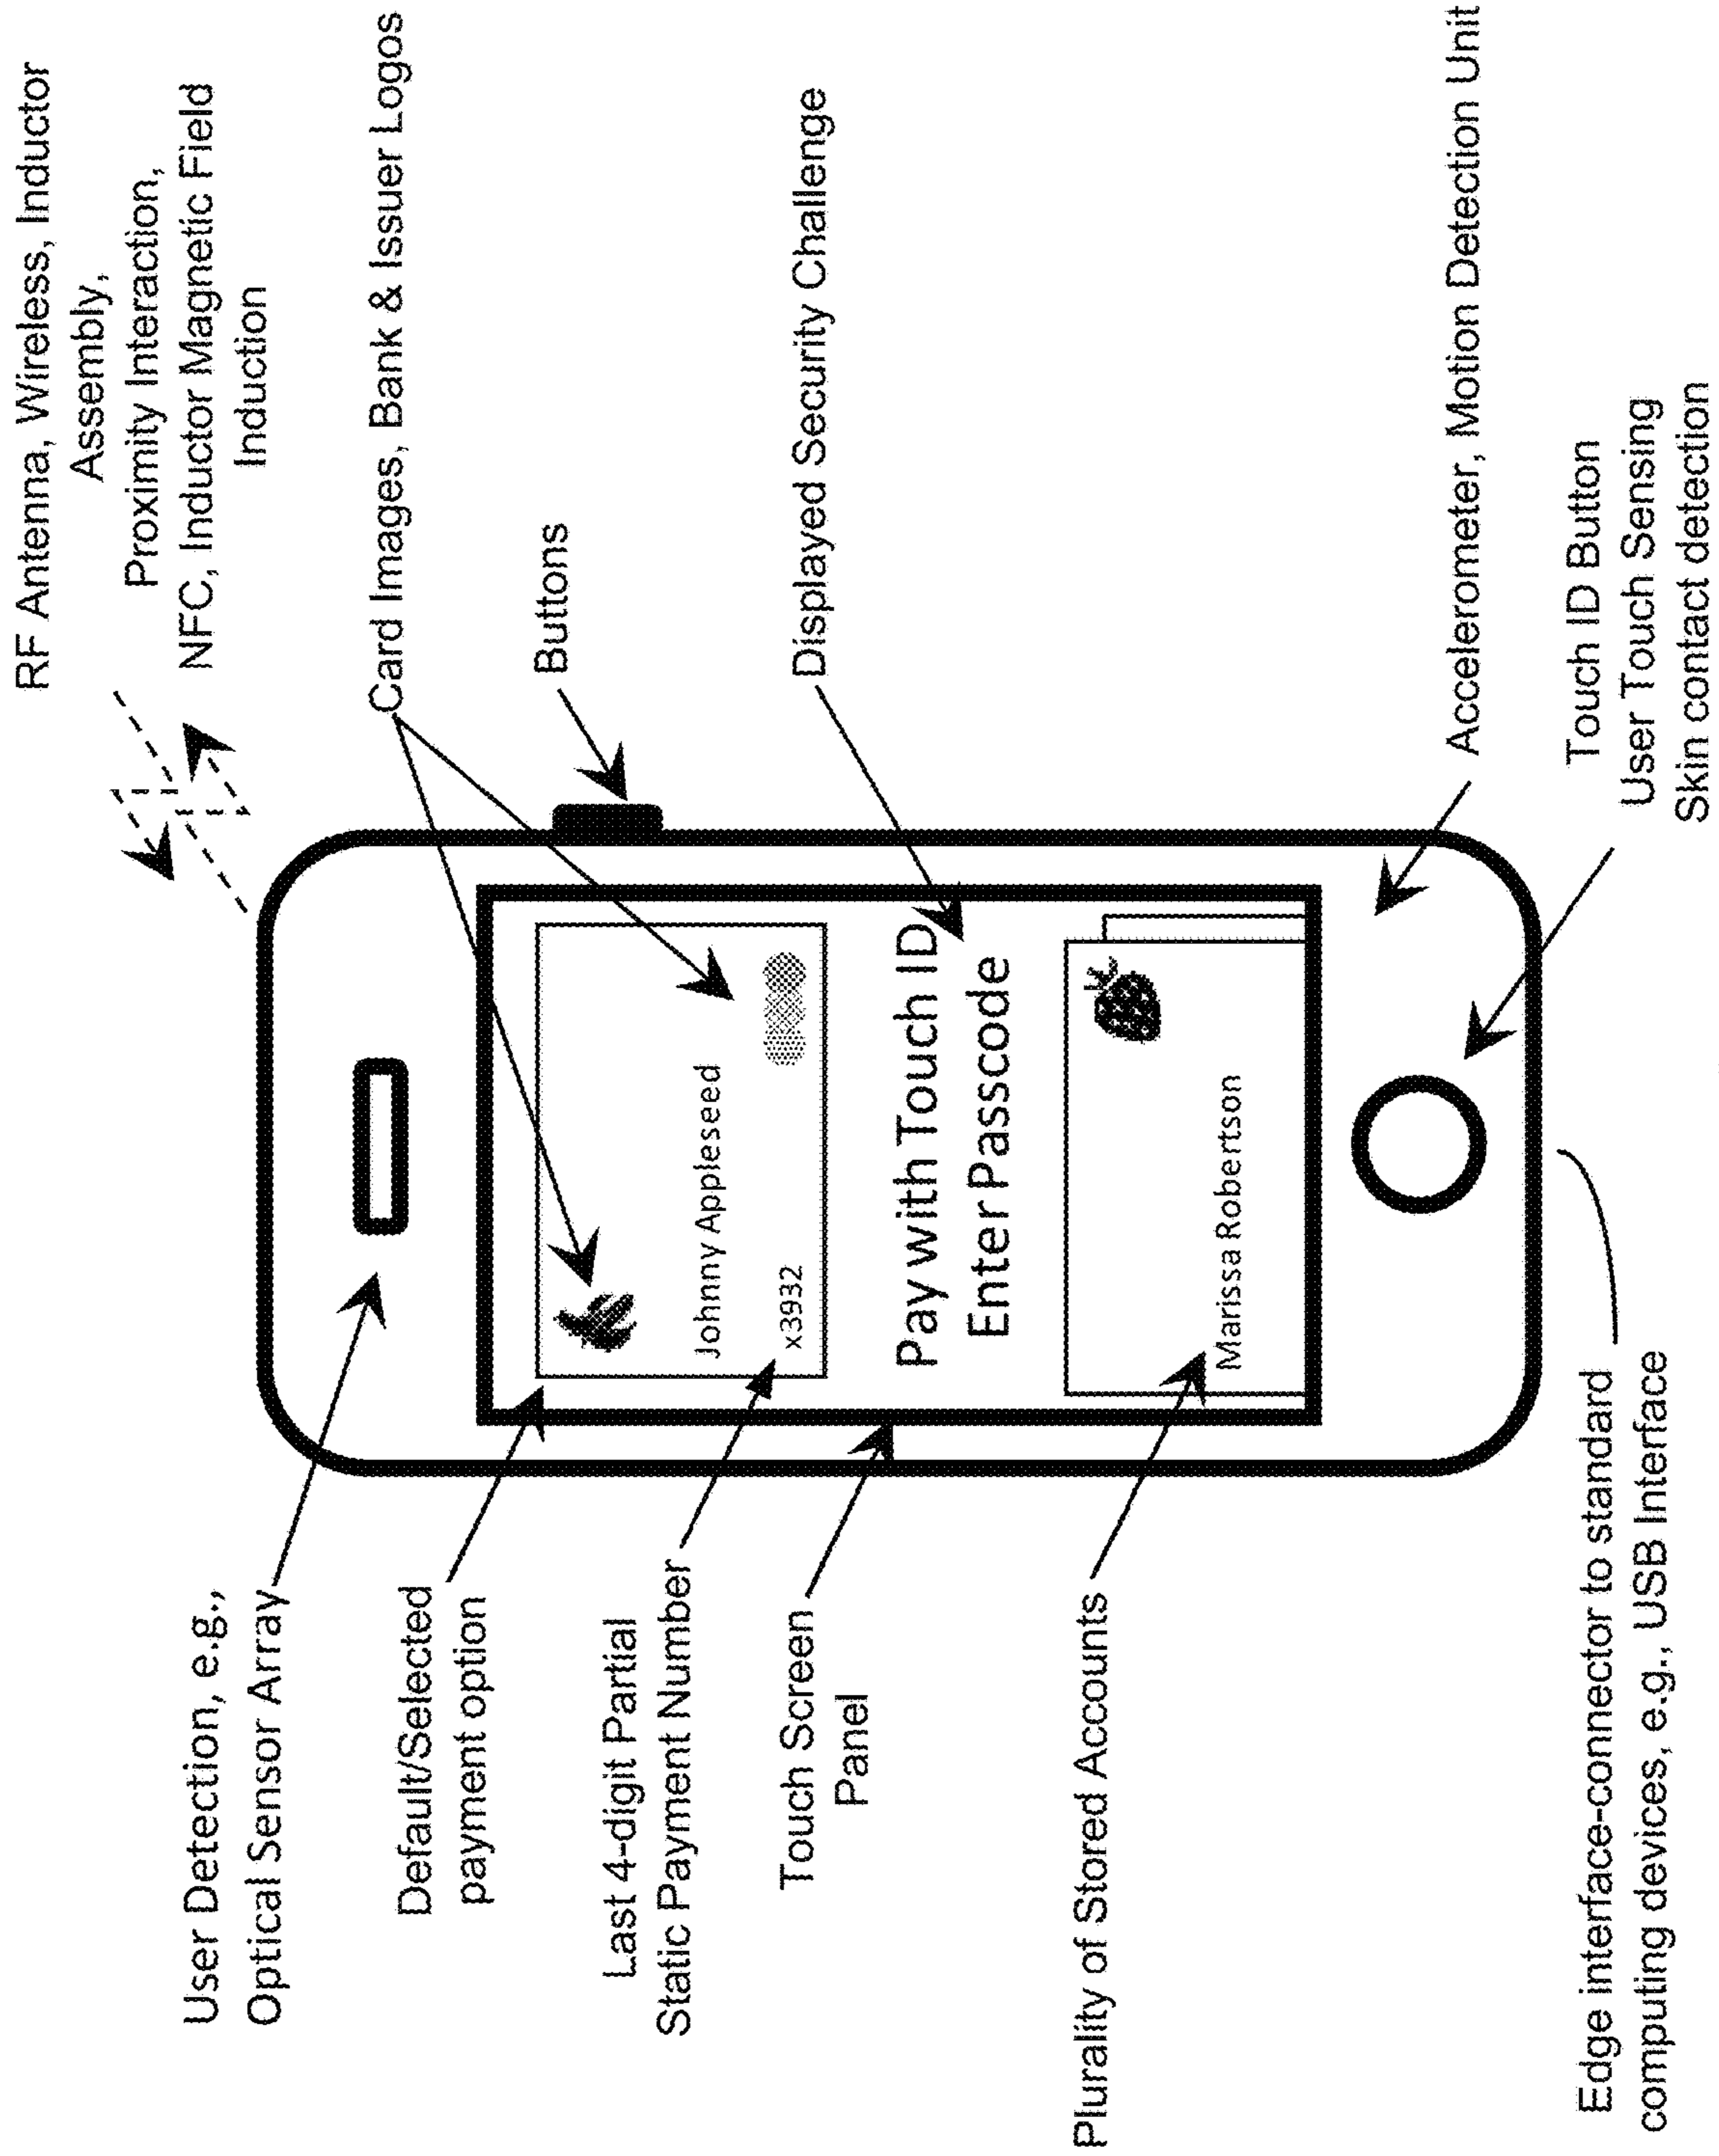 RF Antenna, Wireless, Inductor
Assembly,
Proximity Interaction,
NFC, Inductor Magnetic Field
Induction
User Detection, e.g.,
Optical Sensor Array
Card Images, Bank & Issuer Logos
Default/Selected
payment option
Buttons
Last 4-digit Partial
Static Payment Number
Johnny Appleseed
x3932
Displayed Security Challenge
Touch Screen
Panel
Pay with Touch ID
Enter Passcode
Plurality of Stored Accounts
Marissa Robertson
Accelerometer, Motion Detection Unit
Touch ID Button
User Touch Sensing
Skin contact detection
Edge interface-connector to standard
computing devices, e.g., USB Interface